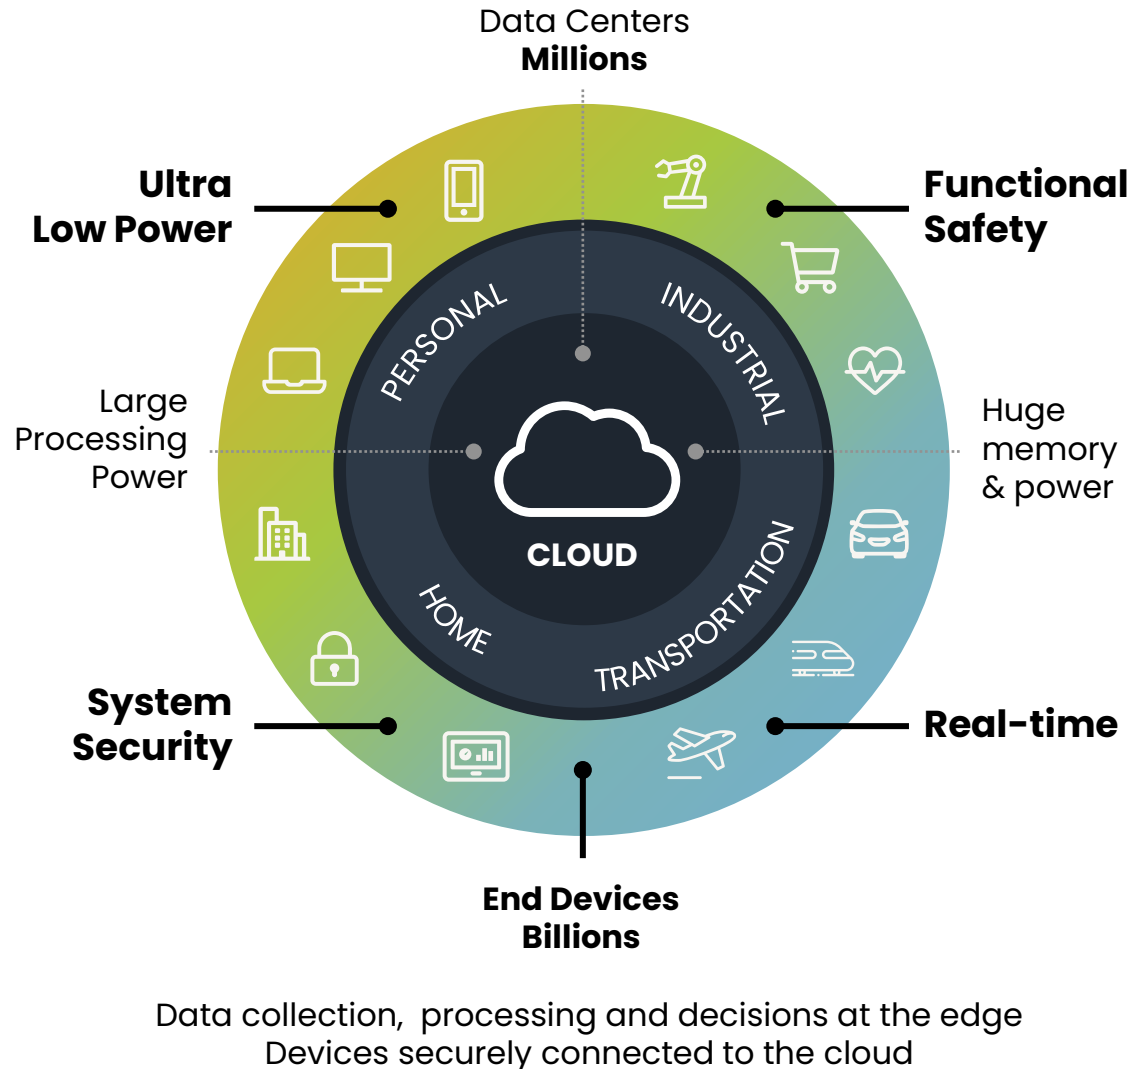 Data Centers
Millions
Ultra
Low Power
Functional
Safety
PERSONAL
INDUSTRIAL
Large
Processing
Power
Huge
memory
& power
CLOUD
HOME
TRANSPORTATION
System
Security
Real-time
End Devices
Billions
Data collection,  processing and decisions at the edge
Devices securely connected to the cloud